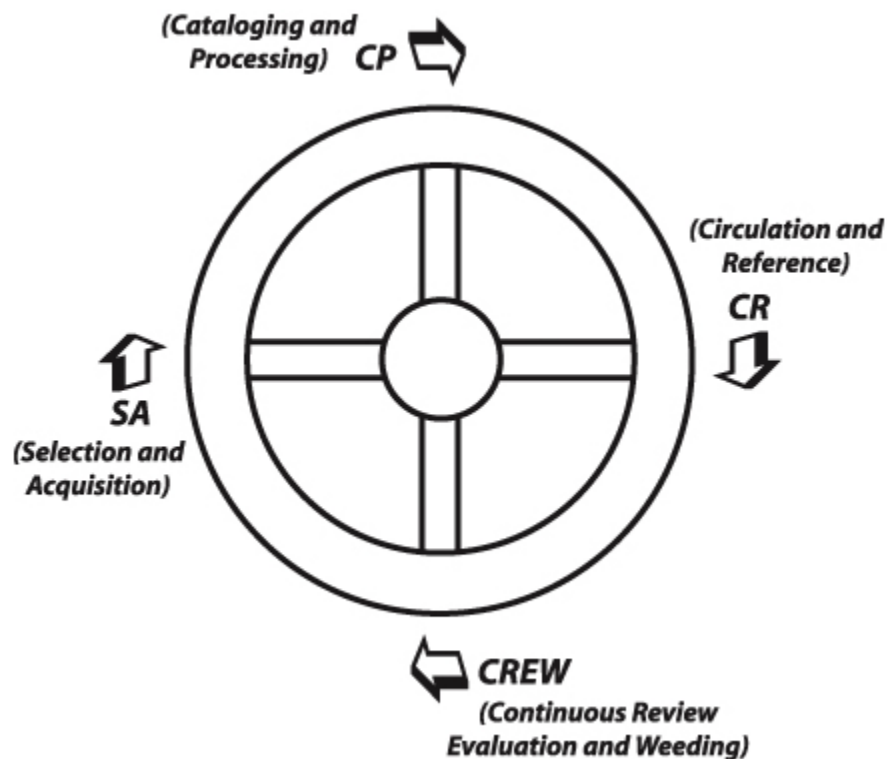 (Cataloging and
Processing) CP
(Circulation and
Reference)
CR
SA
(Selection and
Acquisition)
CREW
(Continuous Review
Evaluation and Weeding)